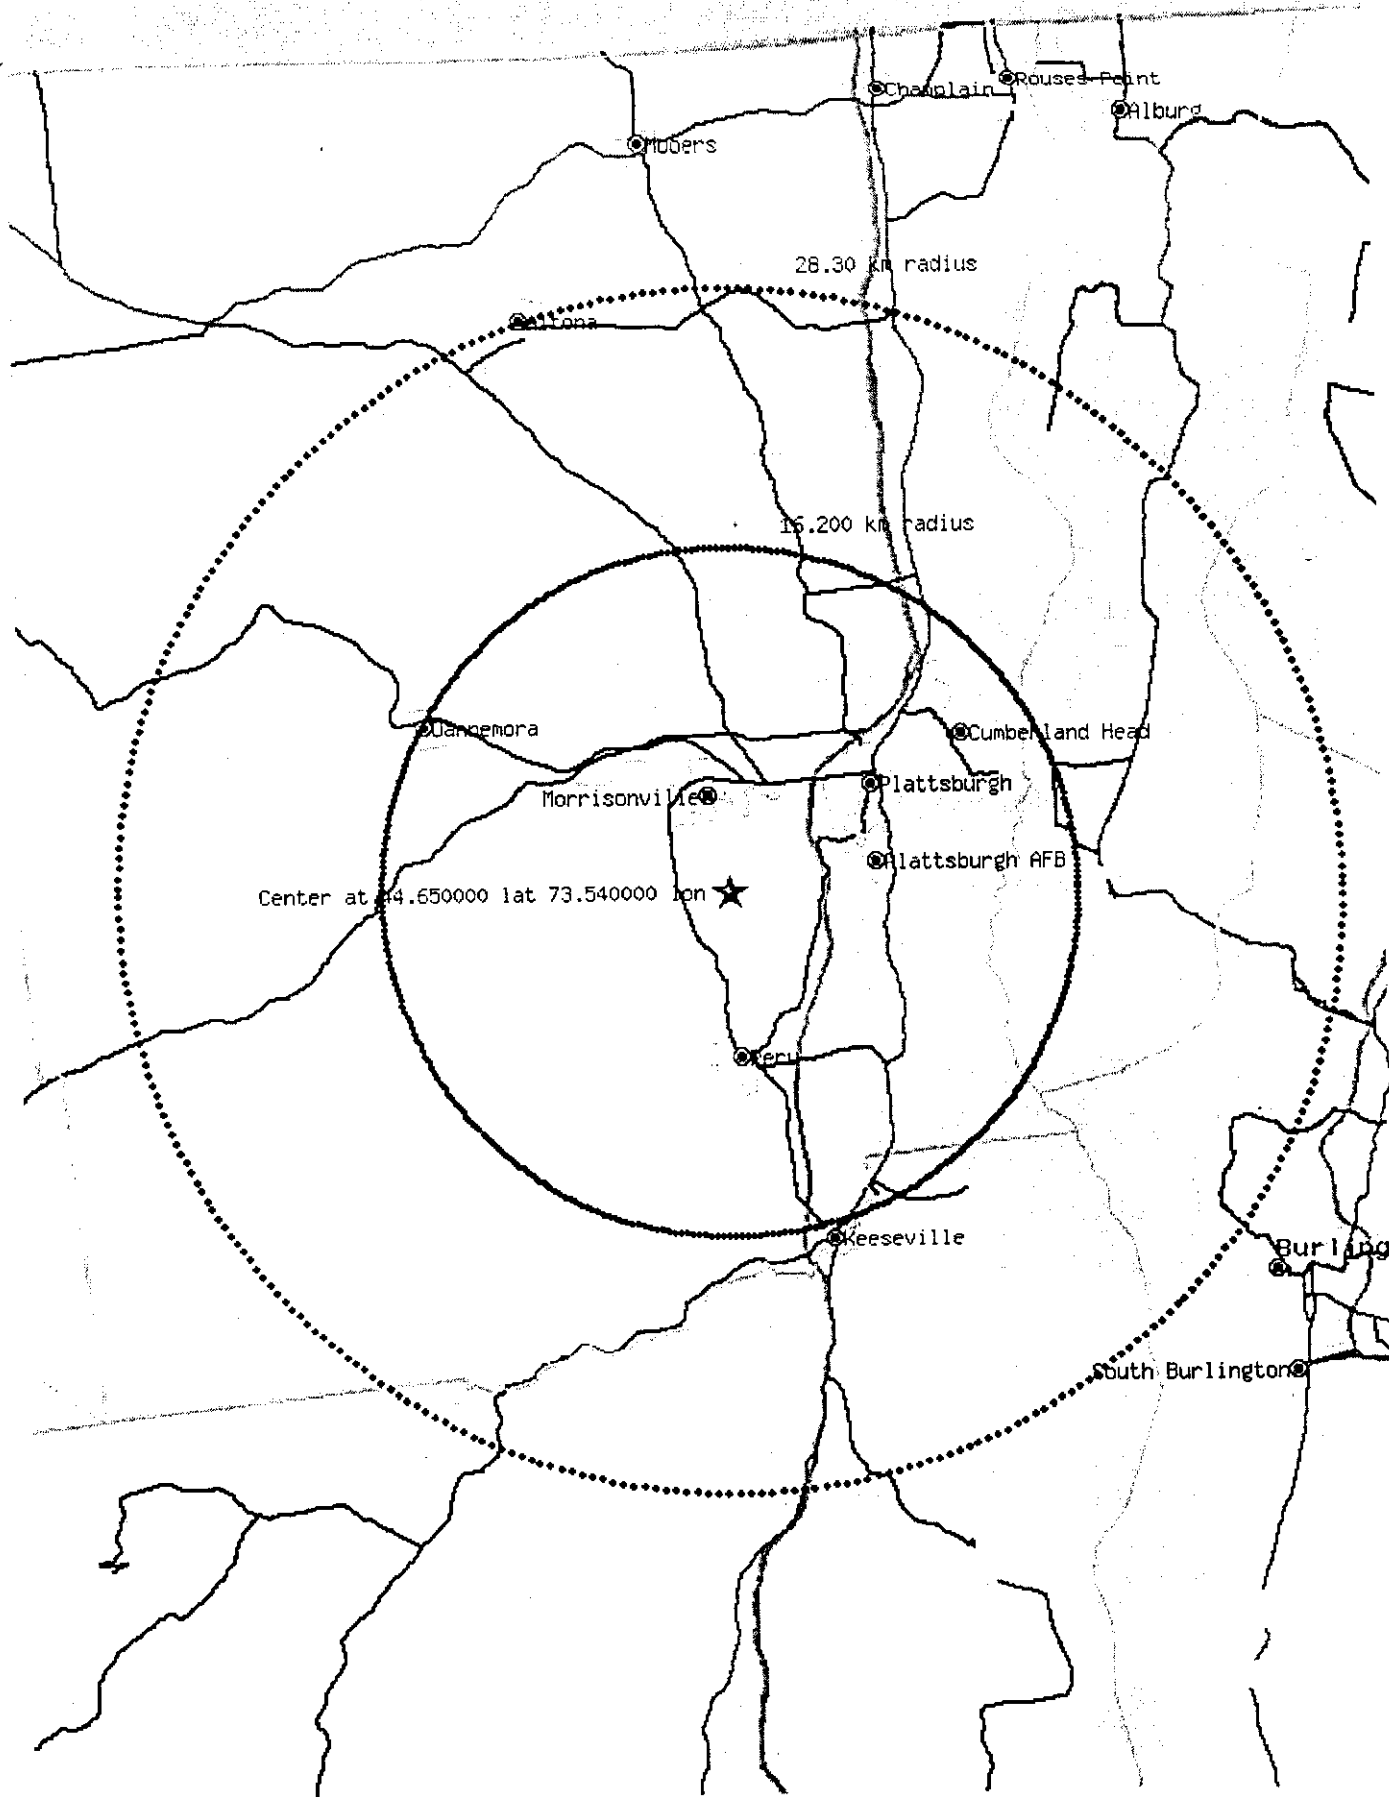 Champlain
Rouses Point
Alburg
Mooers
28.30 km radius
Altona
16.200 km radius
Dannemora
Cumberland Head
Morrisonville
Plattsburgh
Plattsburgh AFB
Center at 44.650000 lat 73.540000 lon
Peru
Keeseville
Burling
South Burlington